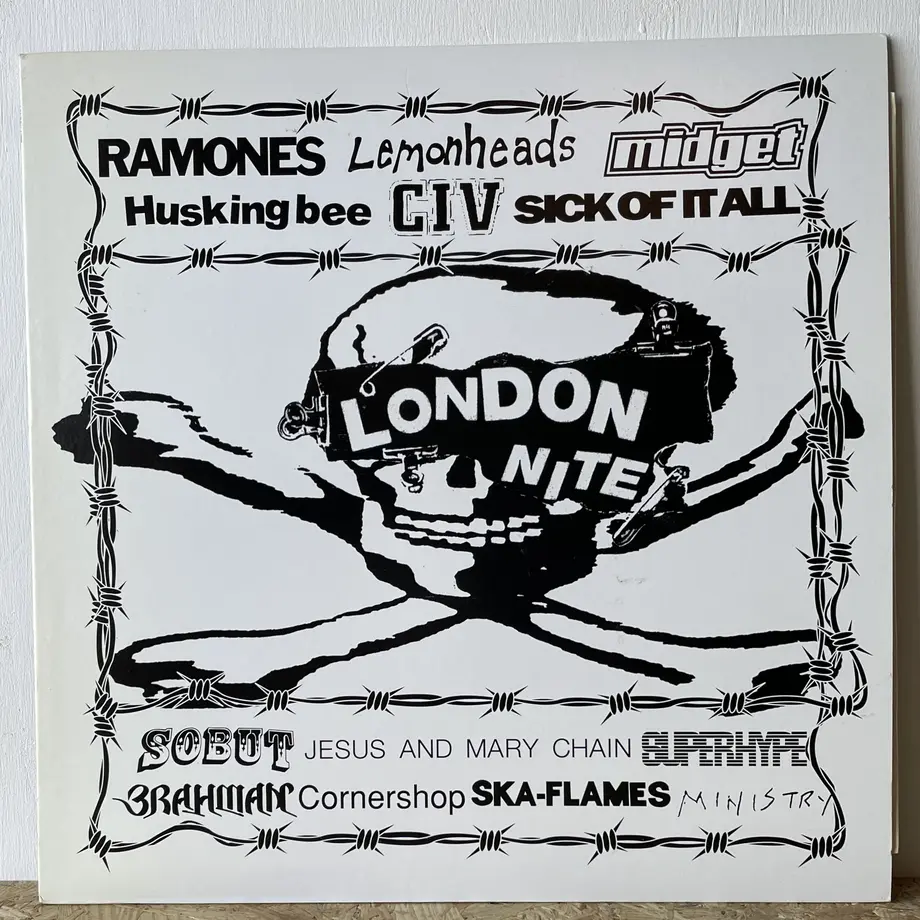 RAMONES Lemonheads midget
Husking bee CIV SICK OF IT ALL
LONDON
NITE
SOBUT JESUS AND MARY CHAIN SUPERHYPE
BRAHMAN Cornershop SKA-FLAMES MINISTRY